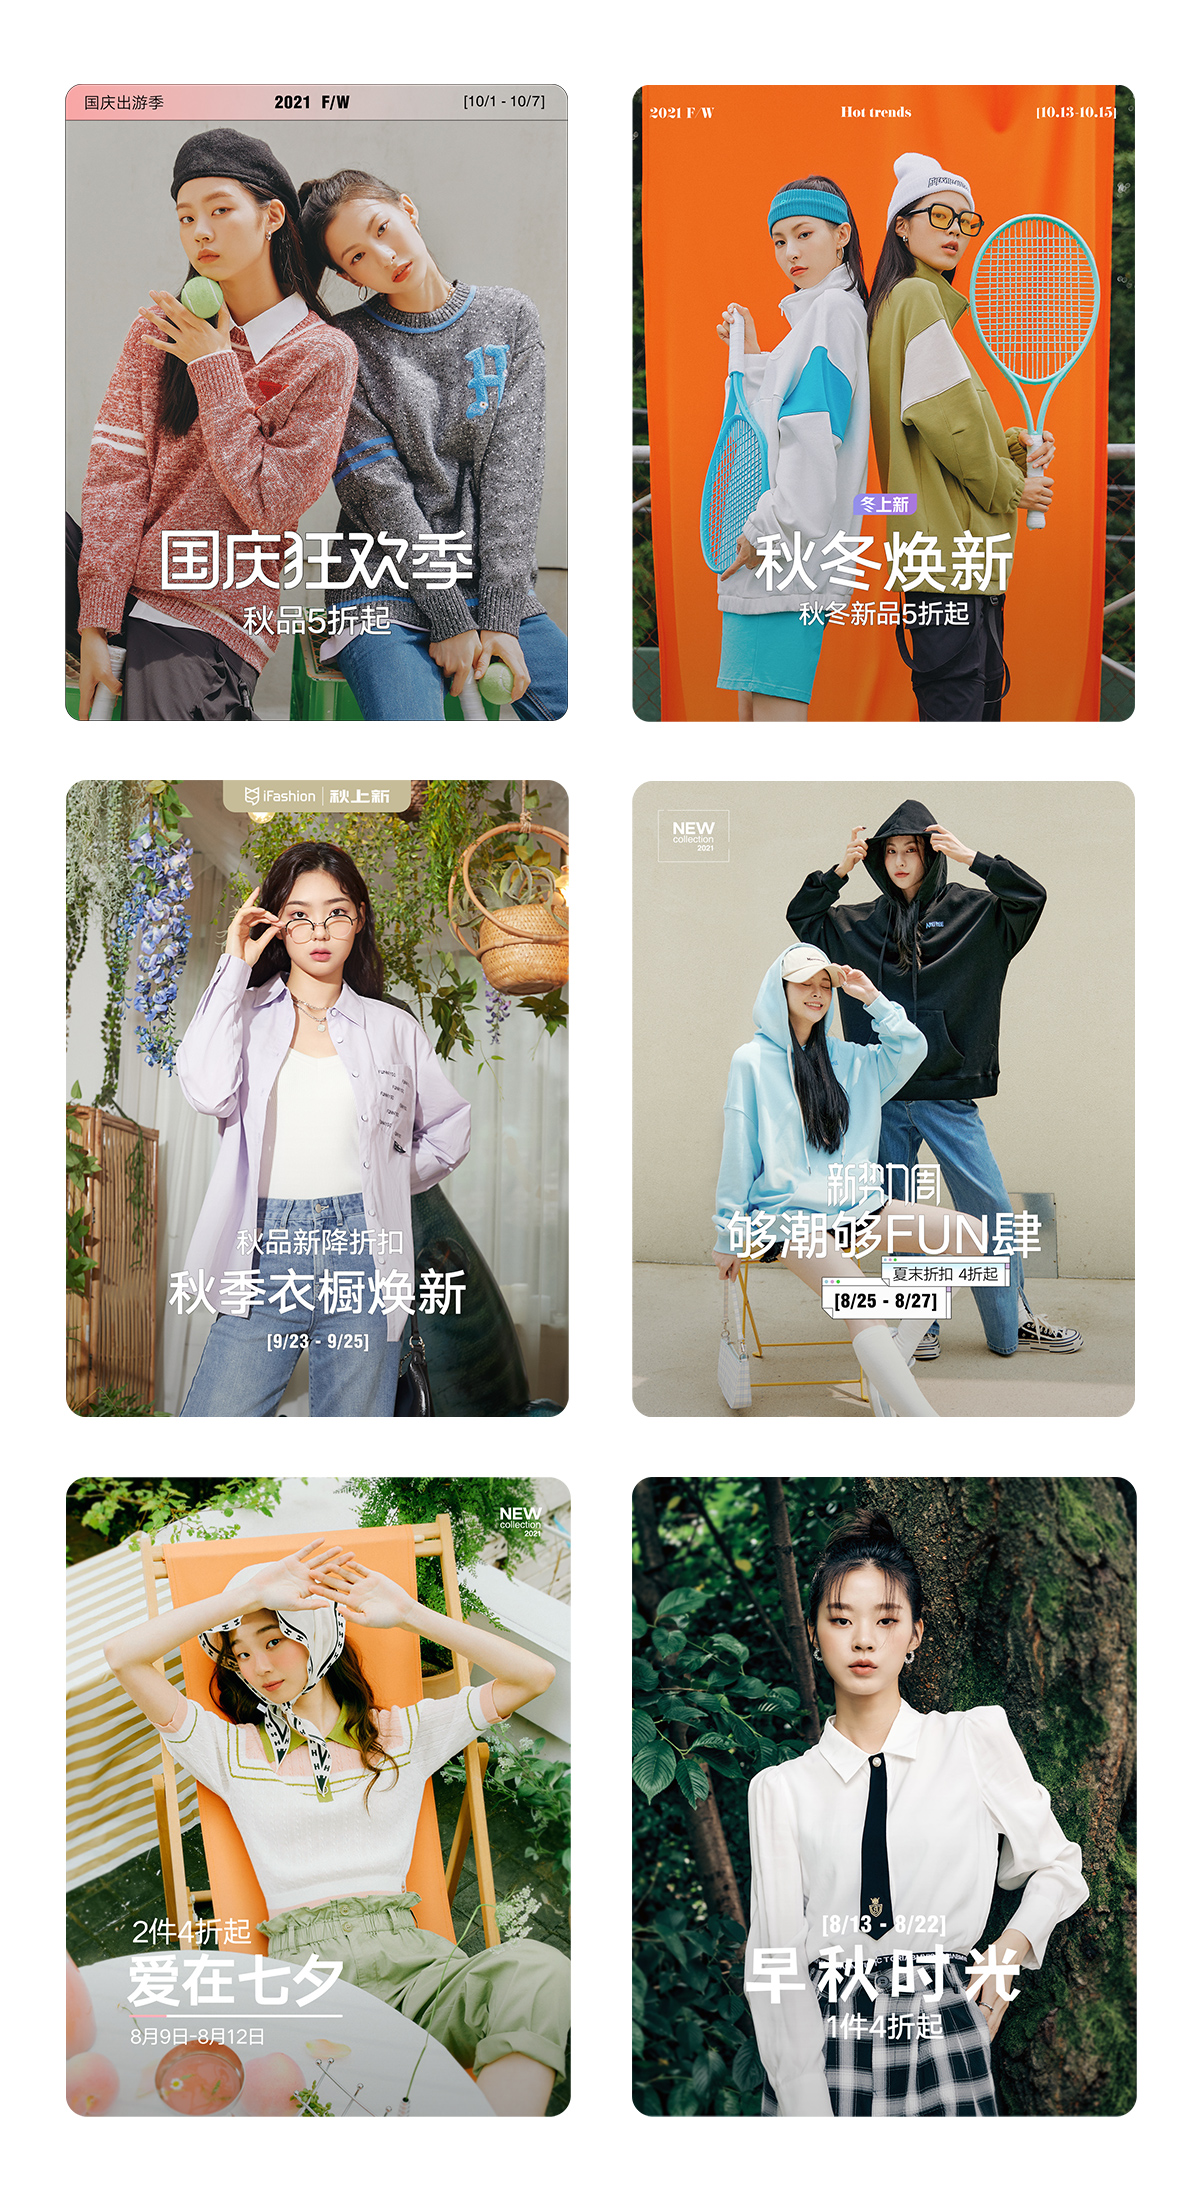 国庆出游季
2021 F/W
[10/1 - 10/7]
H
国庆狂欢季
秋品5折起
2021 F/W
Hot trends
[10.13-10.15]
冬上新
秋冬焕新
秋冬新品5折起
iFashion | 秋上新
秋品新降折扣
秋季衣橱焕新
[9/23 - 9/25]
NEW
collection
2021
新势力周
够潮够FUN肆
夏末折扣 4折起
[8/25 - 8/27]
NEW
collection
2021
2件4折起
爱在七夕
8月9日-8月12日
[8/13 - 8/22]
早秋时光
1件4折起